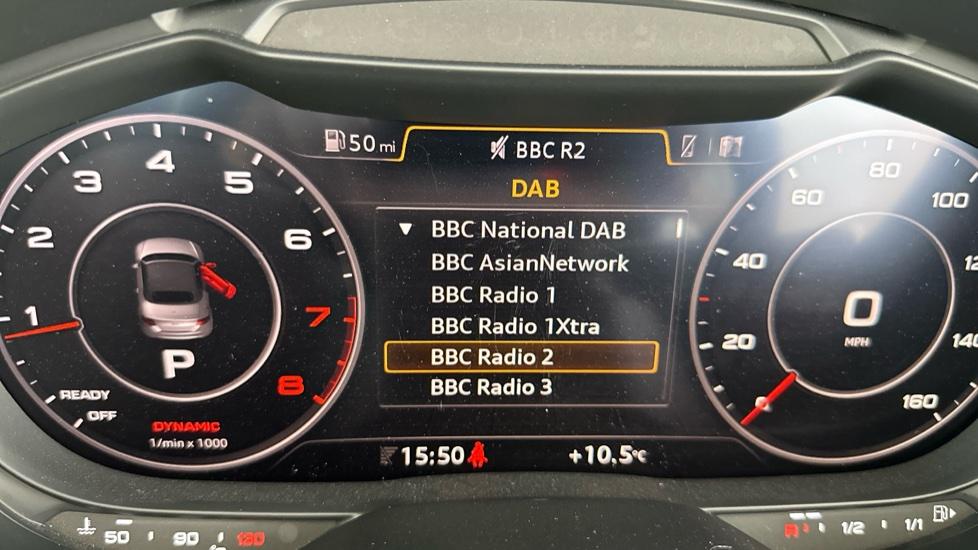 50 mi
BBC R2
DAB
BBC National DAB
BBC AsianNetwork
BBC Radio 1
BBC Radio 1Xtra
BBC Radio 2
BBC Radio 3
1
2
3
4
5
6
7
8
P
READY
OFF
DYNAMIC
1/min x 1000
20
40
60
80
100
160
0
MPH
15:50
+10.5°C
50
90
130
R
1/2
1/1